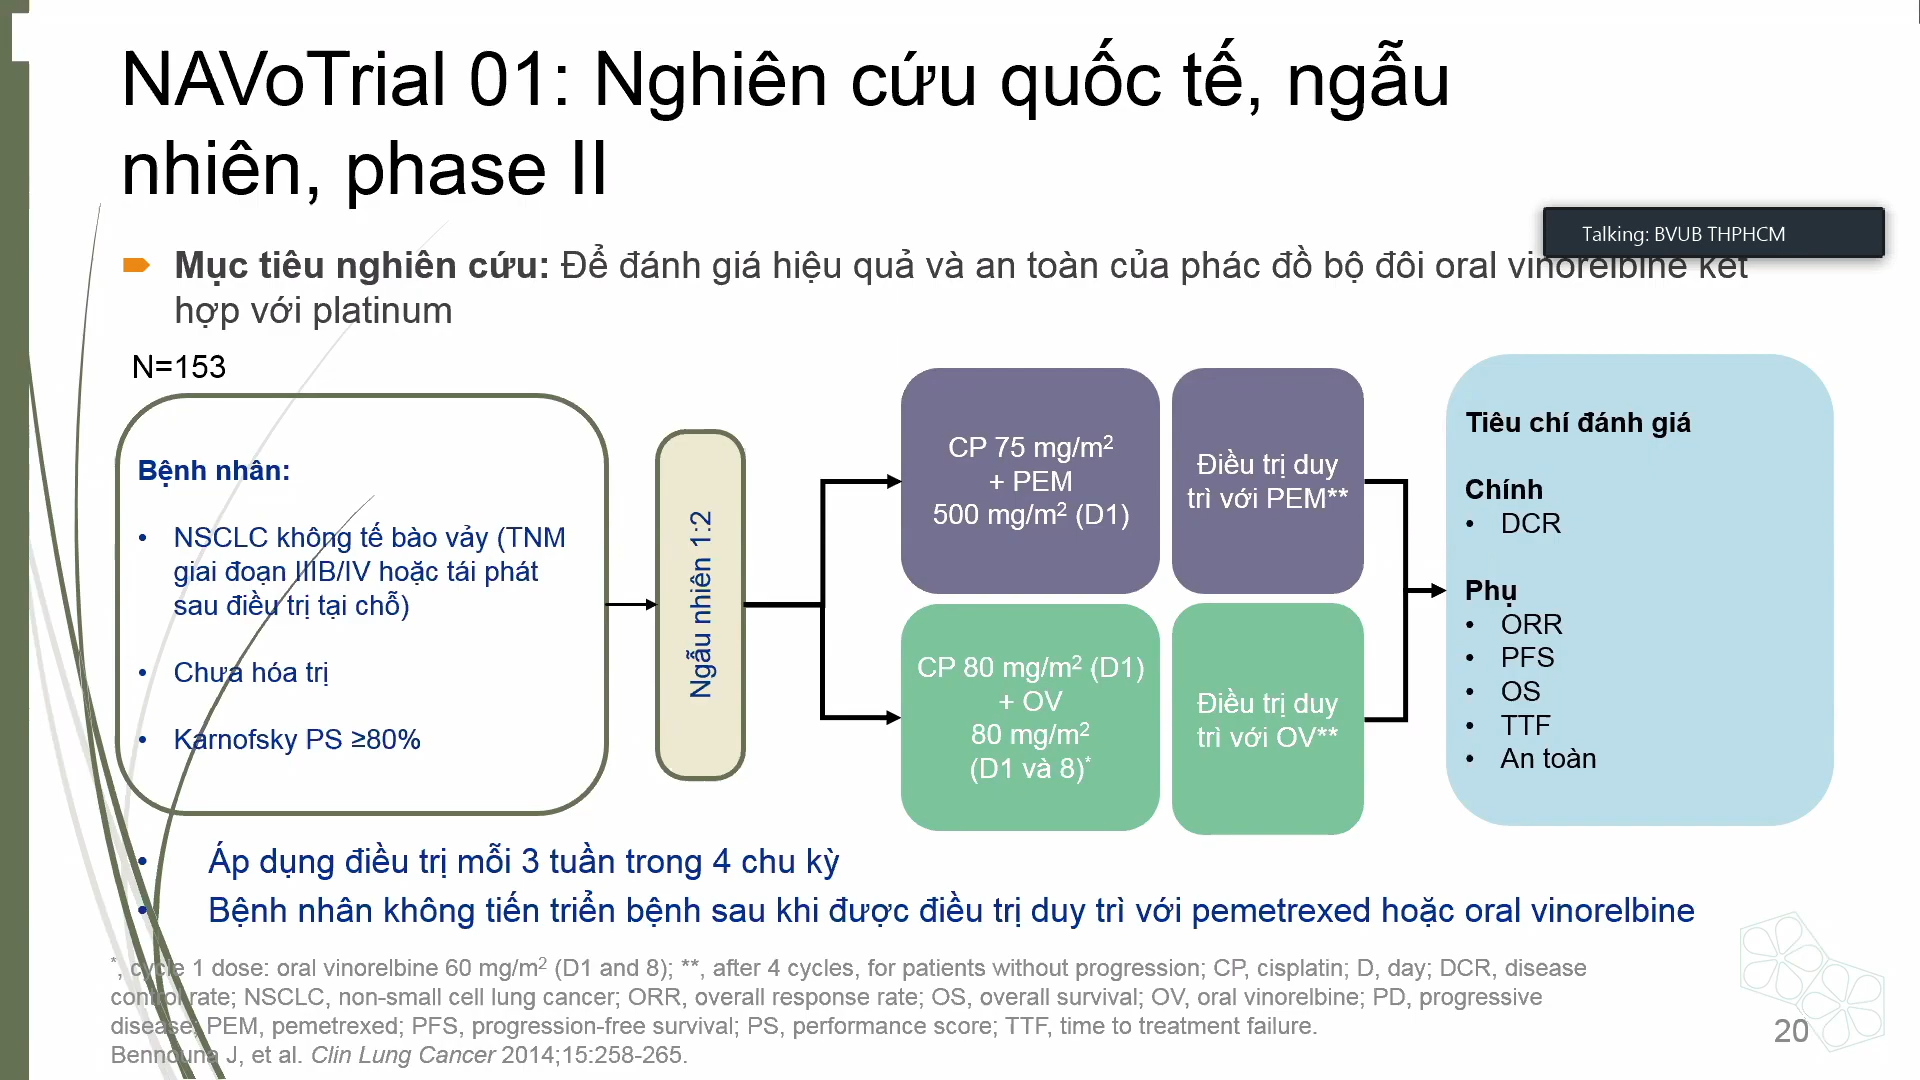 NAVoTrial 01: Nghiên cứu quốc tế, ngẫu
nhiên, phase II
Talking: BVUB THPHCM
Mục tiêu nghiên cứu: Để đánh giá hiệu quả và an toàn của phác đồ bộ đôi oral vinorelbine kết
hợp với platinum
N=153
Bệnh nhân:
• NSCLC không tế bào vảy (TNM
giai đoạn IIIB/IV hoặc tái phát
sau điều trị tại chỗ)
• Chưa hóa trị
• Karnofsky PS ≥80%
Ngẫu nhiên 1:2
CP 75 mg/m²
+ PEM
500 mg/m² (D1)
Điều trị duy
trì với PEM**
CP 80 mg/m² (D1)
+ OV
80 mg/m²
(D1 và 8)*
Điều trị duy
trì với OV**
Tiêu chí đánh giá
Chính
• DCR
Phụ
• ORR
• PFS
• OS
• TTF
• An toàn
• Áp dụng điều trị mỗi 3 tuần trong 4 chu kỳ
• Bệnh nhân không tiến triển bệnh sau khi được điều trị duy trì với pemetrexed hoặc oral vinorelbine
*, cycle 1 dose: oral vinorelbine 60 mg/m² (D1 and 8); **, after 4 cycles, for patients without progression; CP, cisplatin; D, day; DCR, disease
control rate; NSCLC, non-small cell lung cancer; ORR, overall response rate; OS, overall survival; OV, oral vinorelbine; PD, progressive
disease; PEM, pemetrexed; PFS, progression-free survival; PS, performance score; TTF, time to treatment failure.
Bennouna J, et al. Clin Lung Cancer 2014;15:258-265.
20